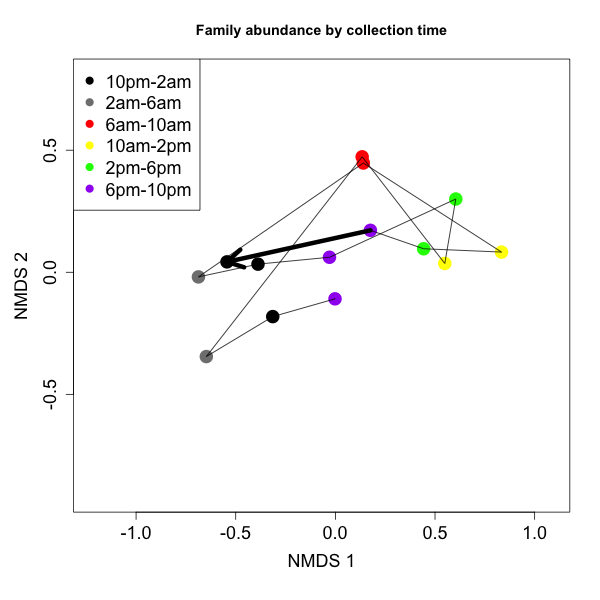 Family abundance by collection time
10pm-2am
2am-6am
6am-10am
10am-2pm
2pm-6pm
6pm-10pm
0.5
0.0
-0.5
NMDS 2
-1.0 -0.5 0.0 0.5 1.0
NMDS 1